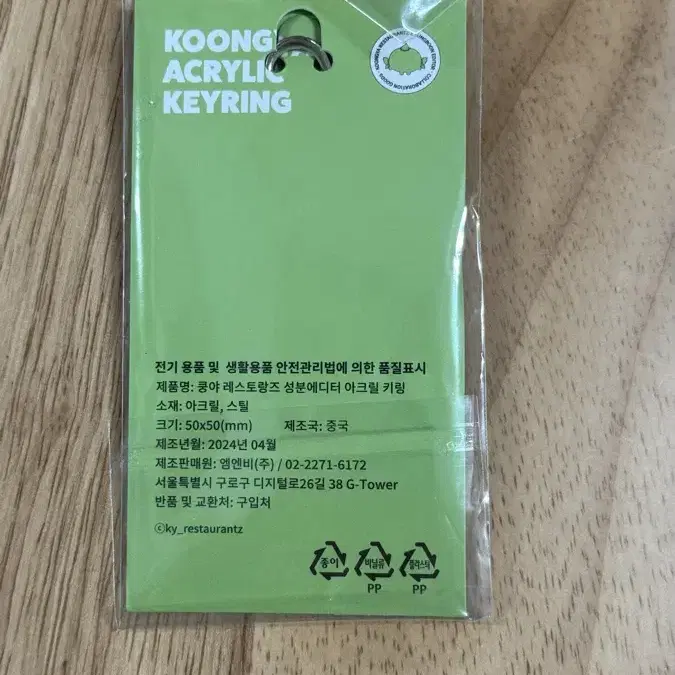 ACRYLIC
KEYRING
COLLABORATION GOODS
전기 용품 및 생활용품 안전관리법에 의한 품질표시
제품명: 쿵야 레스토랑즈 성분에디터 아크릴 키링
소재: 아크릴, 스틸
크기: 50x50(mm) 제조국: 중국
제조년월: 2024년 04월
제조판매원: 엠엔비(주) / 02-2271-6172
서울특별시 구로구 디지털로26길 38 G-Tower
반품 및 교환처: 구입처
ⓒky_restaurantz
종이 비닐류 플라스틱
PP PP